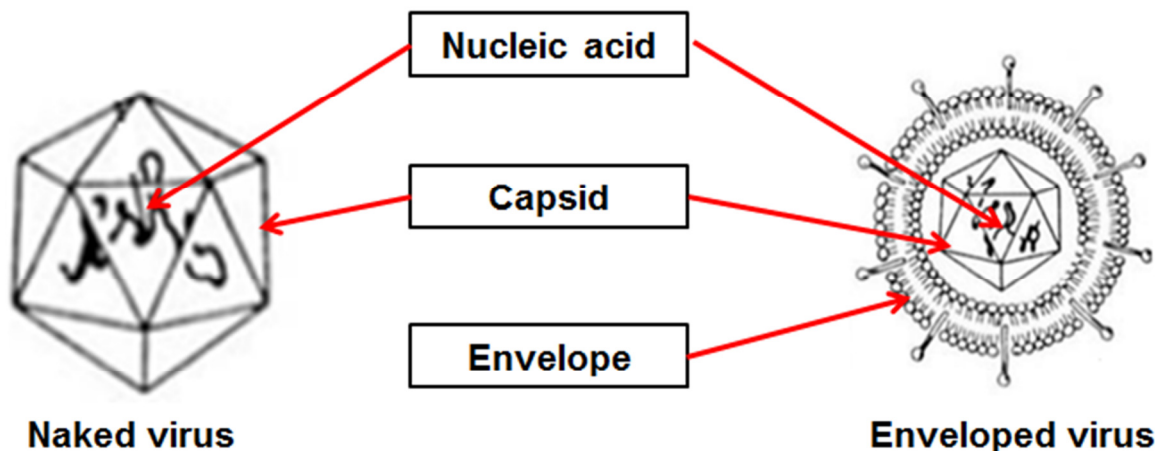 Nucleic acid
Capsid
Envelope
Naked virus
Enveloped virus